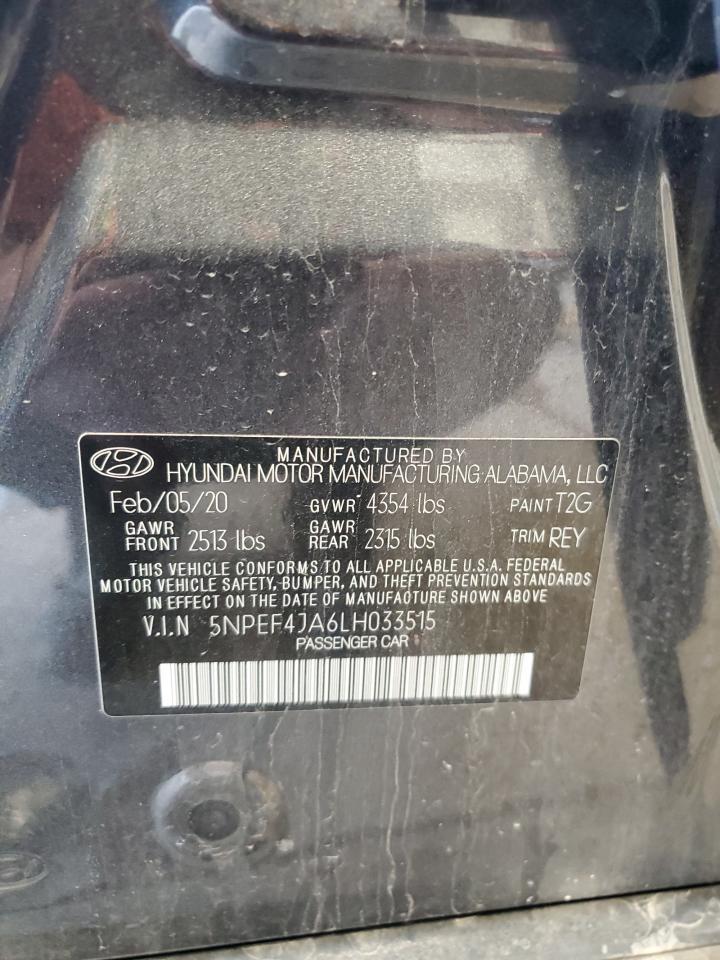 MANUFACTURED BY
HYUNDAI MOTOR MANUFACTURING ALABAMA, LLC
Feb/05/20 GVWR 4354 lbs PAINT T2G
GAWR FRONT 2513 lbs GAWR REAR 2315 lbs TRIM REY
THIS VEHICLE CONFORMS TO ALL APPLICABLE U.S.A. FEDERAL
MOTOR VEHICLE SAFETY, BUMPER, AND THEFT PREVENTION STANDARDS
IN EFFECT ON THE DATE OF MANUFACTURE SHOWN ABOVE
V.I.N 5NPEF4JA6LH033515
PASSENGER CAR